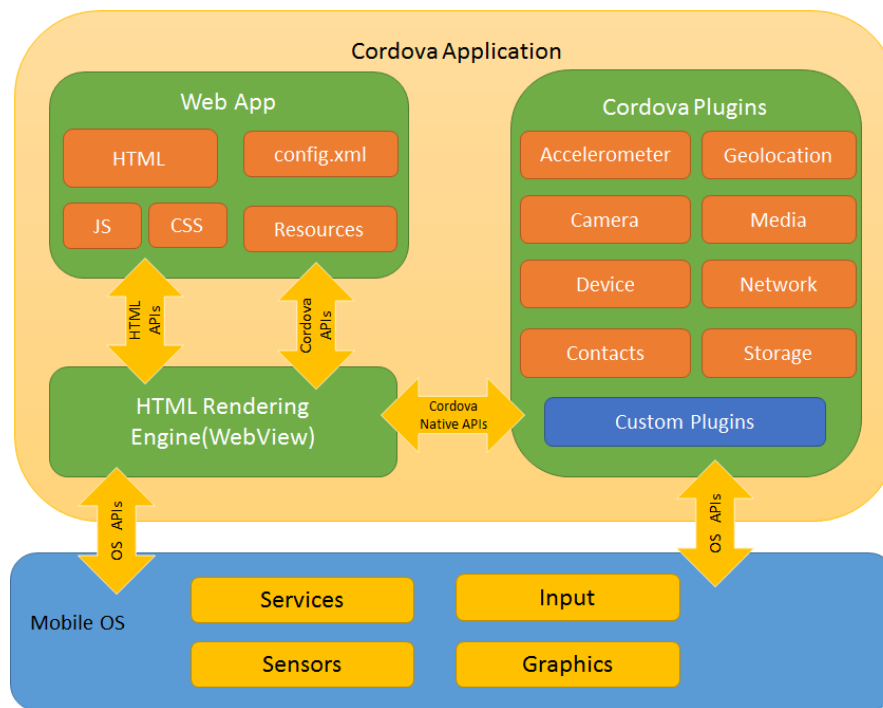 Cordova Application
Web App
HTML
config.xml
JS
CSS
Resources
HTML
APIs
Cordova
APIs
HTML Rendering
Engine(WebView)
Cordova
Native APIs
Cordova Plugins
Accelerometer
Geolocation
Camera
Media
Device
Network
Contacts
Storage
Custom Plugins
OS APIs
OS APIs
Mobile OS
Services
Input
Sensors
Graphics